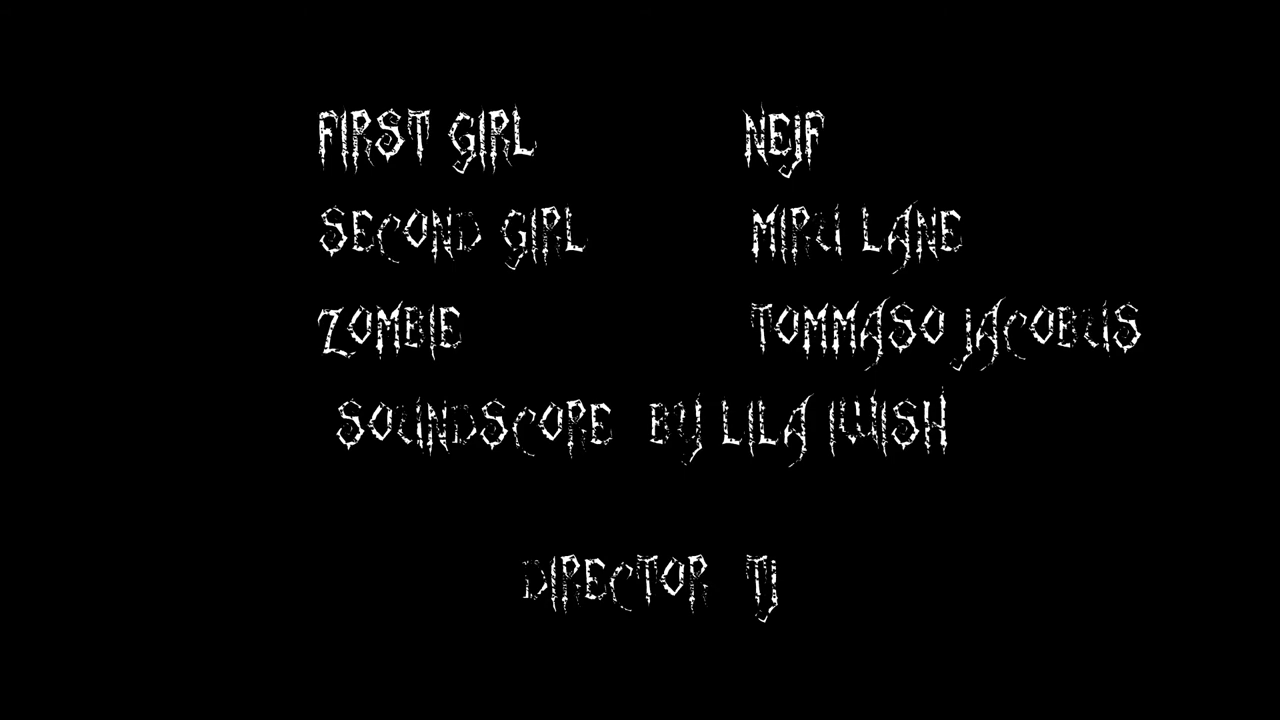 FIRST GIRL NEJF
SECOND GIRL MIRU LANE
ZOMBIE TOMMASO JACOBUS
SOUNDSCORE BY LILA IWISH
DIRECTOR TJ